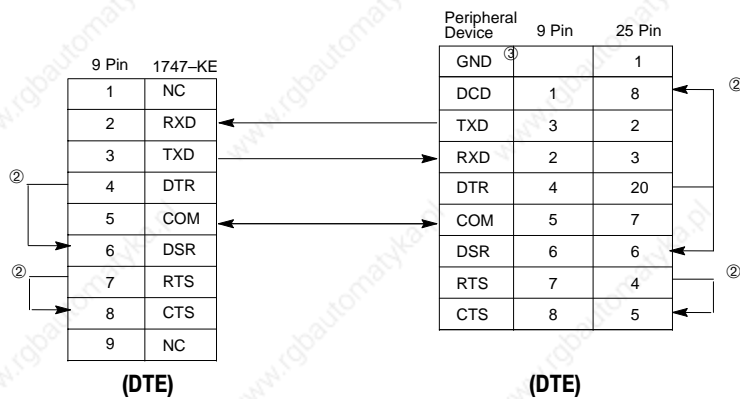 Peripheral
Device 9 Pin 25 Pin
GND ③ 1
DCD 1 8 ②
TXD 3 2
RXD 2 3
DTR 4 20
COM 5 7
DSR 6 6
RTS 7 4 ②
CTS 8 5
(DTE)
9 Pin 1747–KE
1 NC
2 RXD
3 TXD
② 4 DTR
5 COM
6 DSR
② 7 RTS
8 CTS
9 NC
(DTE)
www.rgbautomatyka.pl